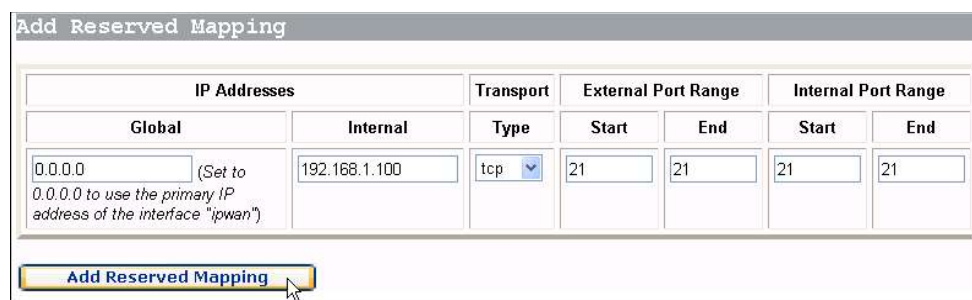 Add Reserved Mapping
IP Addresses Transport External Port Range Internal Port Range
Global Internal Type Start End Start End
0.0.0.0 (Set to 192.168.1.100 tcp 21 21 21 21
0.0.0.0 to use the primary IP
address of the interface "ipwan")
Add Reserved Mapping